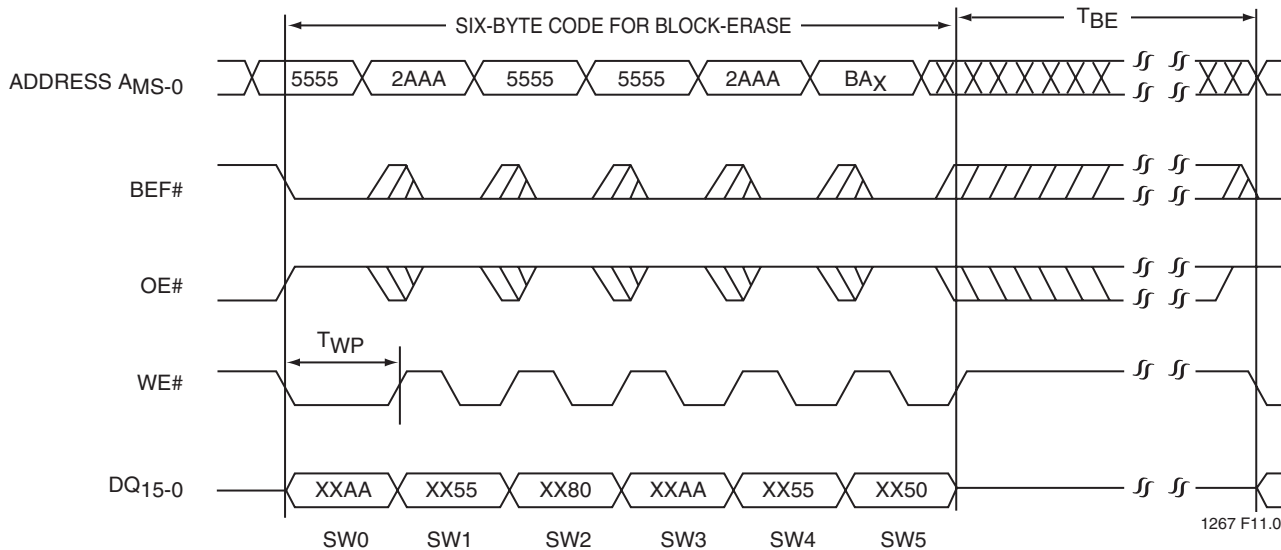 SIX-BYTE CODE FOR BLOCK-ERASE TBE
ADDRESS AMS-0 5555 2AAA 5555 5555 2AAA BAX
BEF#
OE#
TWP
WE#
DQ15-0 XXAA XX55 XX80 XXAA XX55 XX50
SW0 SW1 SW2 SW3 SW4 SW5
1267 F11.0